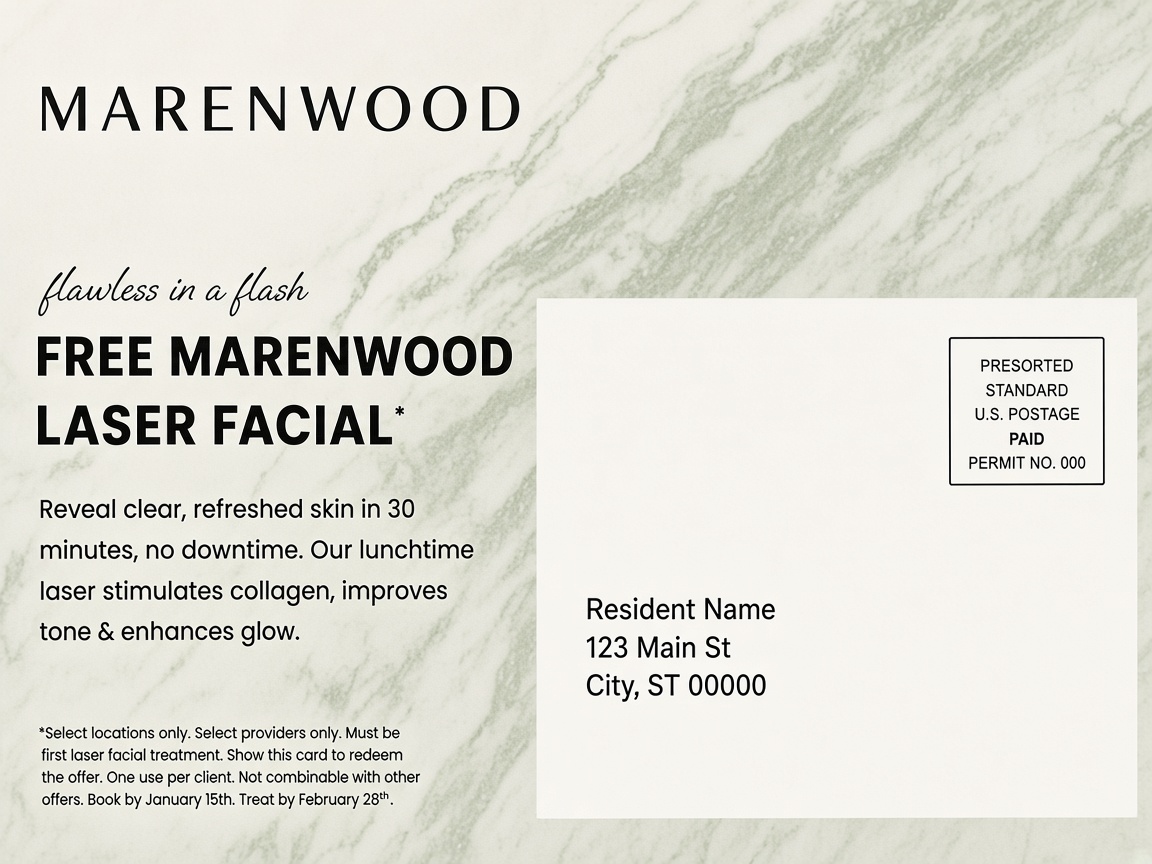 MARENWOOD
flawless in a flash
FREE MARENWOOD
LASER FACIAL*
Reveal clear, refreshed skin in 30
minutes, no downtime. Our lunchtime
laser stimulates collagen, improves
tone & enhances glow.
*Select locations only. Select providers only. Must be
first laser facial treatment. Show this card to redeem
the offer. One use per client. Not combinable with other
offers. Book by January 15th. Treat by February 28ᵗʰ.
PRESORTED
STANDARD
U.S. POSTAGE
PAID
PERMIT NO. 000
Resident Name
123 Main St
City, ST 00000